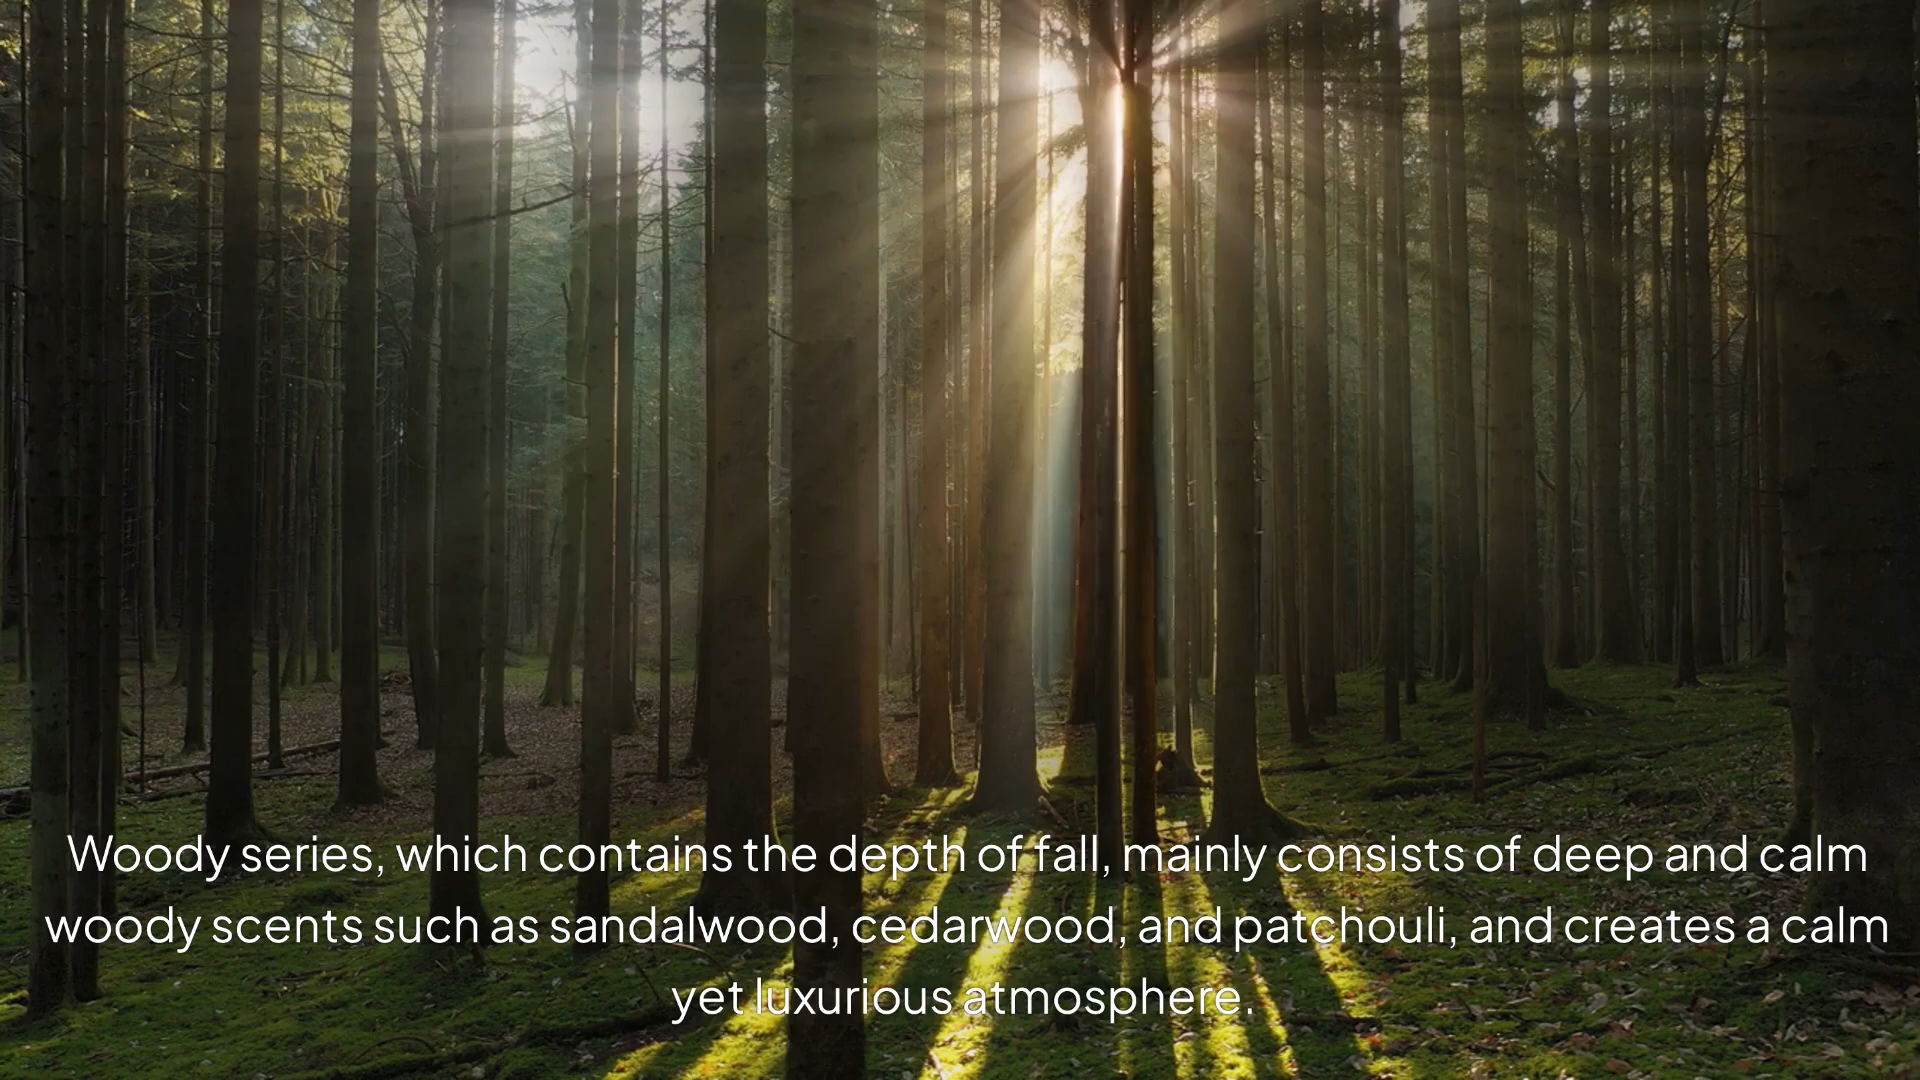 Woody series, which contains the depth of fall, mainly consists of deep and calm
woody scents such as sandalwood, cedarwood, and patchouli, and creates a calm
yet luxurious atmosphere.